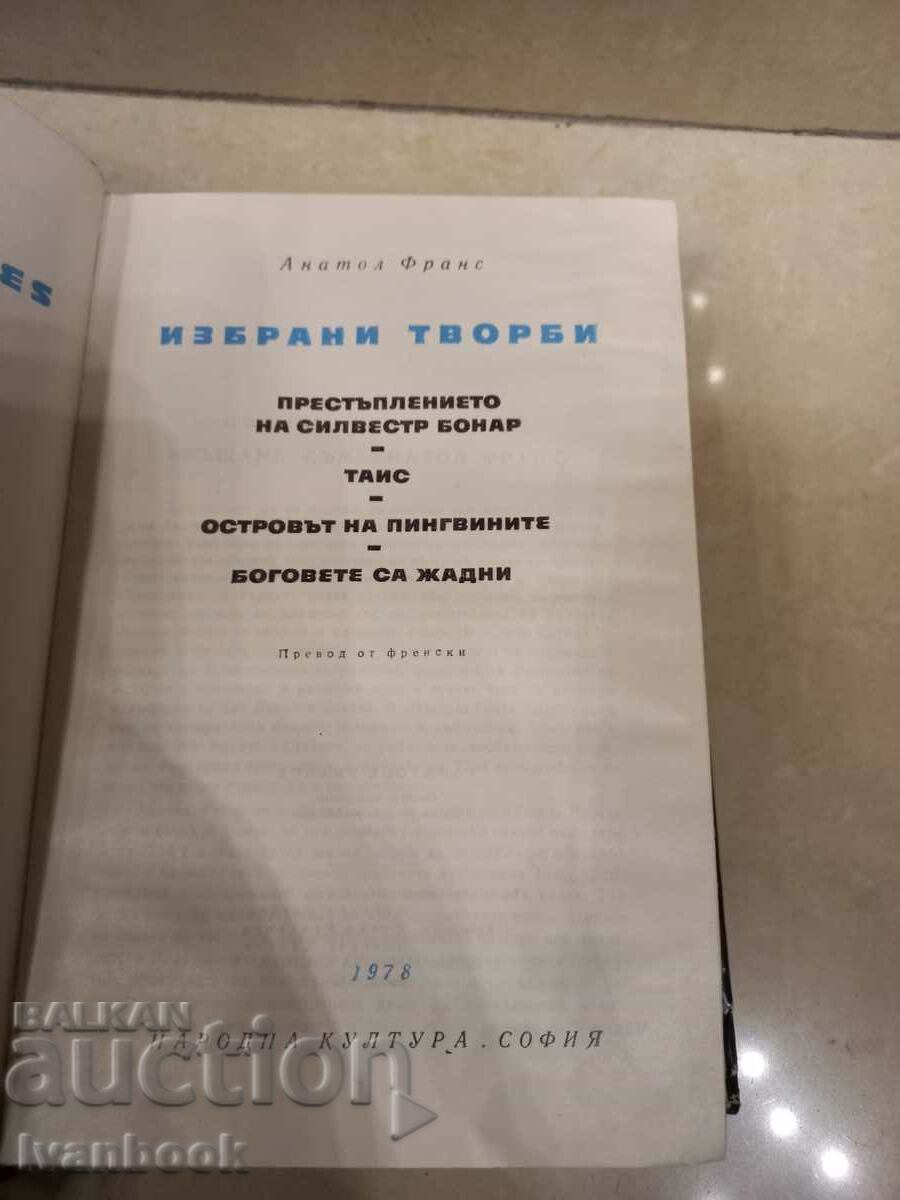 ES
Анатол Франс
ИЗБРАНИ ТВОРБИ
ПРЕСТЪПЛЕНИЕТО
НА СИЛВЕСТР БОНАР
-
ТАИС
-
ОСТРОВЪТ НА ПИНГВИНИТЕ
-
БОГОВЕТЕ СА ЖАДНИ
Превод от френски
1978
НАРОДНА КУЛТУРА . СОФИЯ
BALKAN
auction
Ivanbook